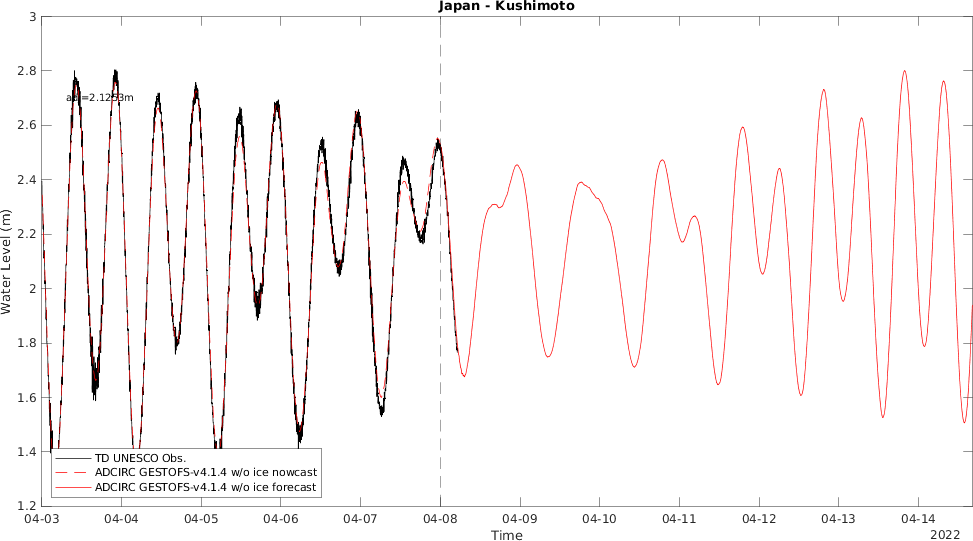 Japan - Kushimoto
3
2.8
2.6
2.4
2.2
2
1.8
1.6
1.4
1.2
Water Level (m)
TD UNESCO Obs.
ADCIRC GESTOFS-v4.1.4 w/o ice nowcast
ADCIRC GESTOFS-v4.1.4 w/o ice forecast
04-03 04-04 04-05 04-06 04-07 04-08 04-09 04-10 04-11 04-12 04-13 04-14
Time
2022